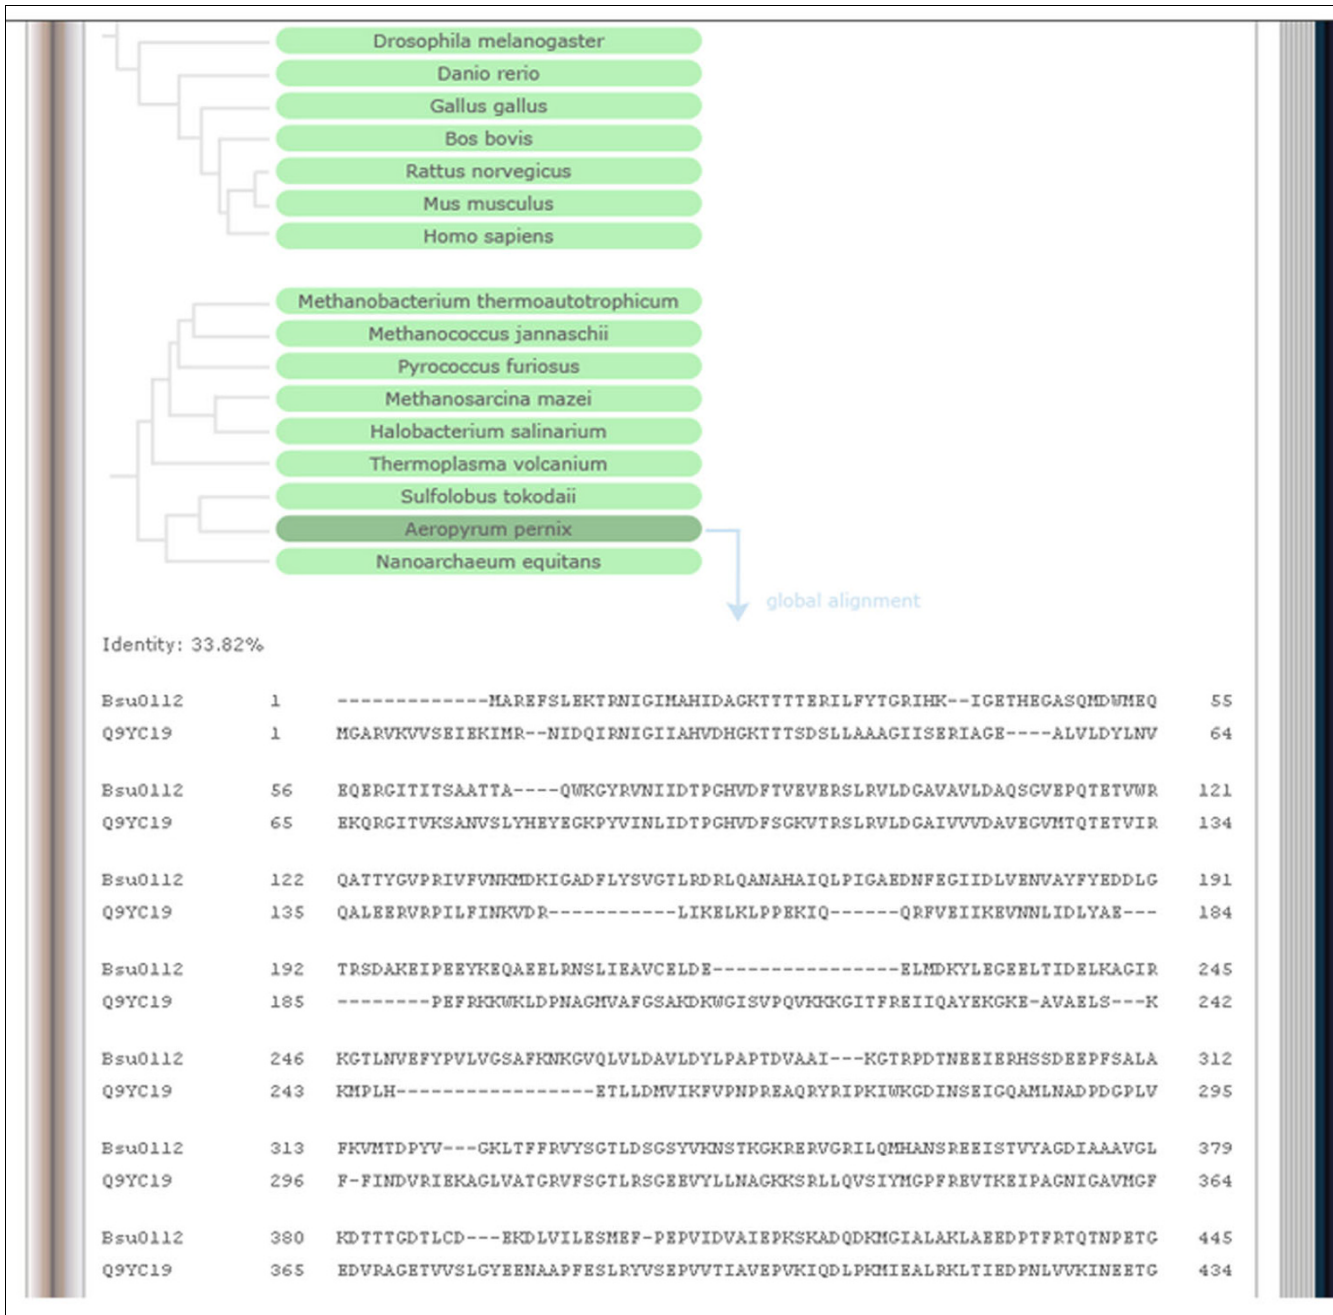 Drosophila melanogaster
Danio rerio
Gallus gallus
Bos bovis
Rattus norvegicus
Mus musculus
Homo sapiens
Methanobacterium thermoautotrophicum
Methanococcus jannaschii
Pyrococcus furiosus
Methanosarcina mazei
Halobacterium salinarium
Thermoplasma volcanium
Sulfolobus tokodaii
Aeropyrum pernix
Nanoarchaeum equitans
global alignment
Identity: 33.82%
Bsu0112 1 -------------MAREFSLEKTRNIGIMAHIDAGKTTTTERILFYTGRIHK--IGETHEGASQMDWMEQ 55
Q9YC19 1 MGARVKVVSEIEKIMR--NIDQIRNIGIIAHVDHGKTTTSDSLLAAAGIISERIAGE----ALVLDYLNV 64
Bsu0112 56 EQERGITITSAATTA----QWKGYRVNIIDTPGHVDFTVEVERSLRVLDGAVAVLDAQSGVEPQTETVWR 121
Q9YC19 65 EKQRGITVKSANVSLYHEYEGKPYVINLIDTPGHVDFSGKVTRSLRVLDGAIVVVDAVEGVMTQTETVIR 134
Bsu0112 122 QATTYGVPRIVFVNKMDKIGADFLYSVGTLRDRLQANAHAIQLPIGAEDNFEGIIDLVENVAYFYEDDLG 191
Q9YC19 135 QALEERVRPILFINKVDR-----------LIKELKLPPEKIQ------QRFVEIIKEVNNLIDLYAE--- 184
Bsu0112 192 TRSDAKEIPEEYKEQAEELRNSLIEAVCELDE----------------ELMDKYLEGEELTIDELKAGIR 245
Q9YC19 185 --------PEFRKKWKLDPNAGMVAFGSAKDKWGISVPQVKKKGITFREIIQAYEKGKE-AVAELS---K 242
Bsu0112 246 KGTLNVEFYPVLVGSAFKNKGVQLVLDAVLDYLPAPTDVAAI---KGTRPDTNEEIERHSSDEEPFSALA 312
Q9YC19 243 KMPLH-----------------ETLLDMVIKFVPNPREAQRYRIPKIWKGDINSEIGQAMLNADPDGPLV 295
Bsu0112 313 FKVMTDPYV---GKLTFFRVYSGTLDSGSYVKNSTKGKRERVGRILQMHANSREEISTVYAGDIAAAVGL 379
Q9YC19 296 F-FINDVRIEKAGLVATGRVFSGTLRSGEEVYLLNAGKKSRLLQVSIYMGPFREVTKEIPAGNIGAVMGF 364
Bsu0112 380 KDTTTGDTLCD---EKDLVILESMEF-PEPVIDVAIEPKSKADQDKMGIALAKLAEEDPTFRTQTNPETG 445
Q9YC19 365 EDVRAGETVVSLGYEENAAPFESLRYVSEPVVTIAVEPVKIQDLPKMIEALRKLTIEDPNLVVKINEETG 434